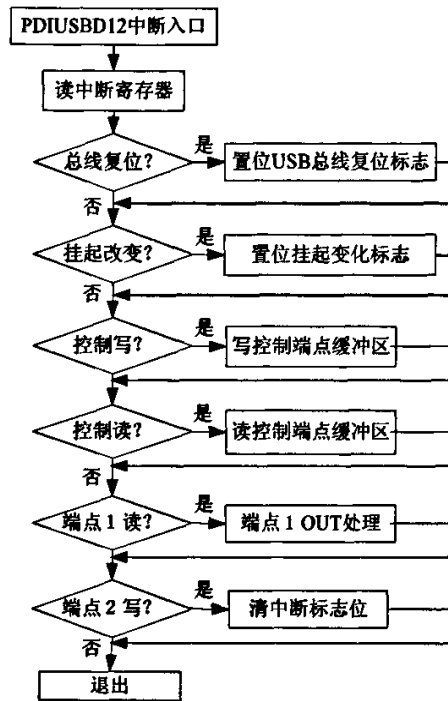 PDIUSBD12中断入口
读中断寄存器
总线复位?
是
置位USB总线复位标志
否
挂起改变?
是
置位挂起变化标志
否
控制写?
是
写控制端点缓冲区
控制读?
是
读控制端点缓冲区
否
端点1读?
是
端点1 OUT处理
端点2写?
是
清中断标志位
否
退出